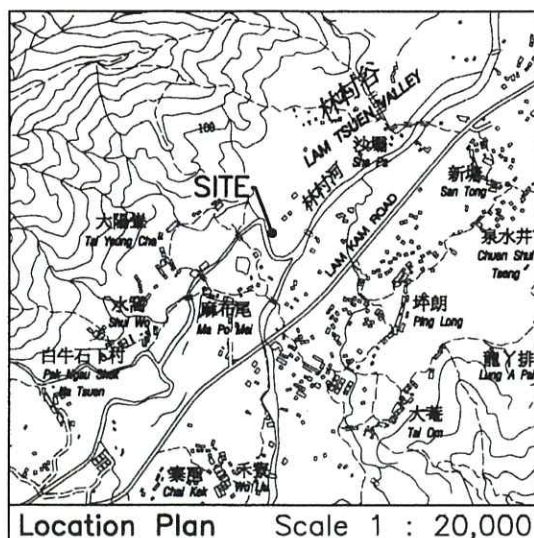 林村谷
LAM TSUEN VALLEY
100
沙壩
Sha Pa
新塘
San Tong
SITE
林村河
LAM KAM ROAD
大陽輋
Tai Yeung Che
泉水井
Chuen Shui
Tseng
水窩
Shui Wo
麻布尾
Ma Po Mei
坪朗
Ping Long
白牛石下村
Pak Ngau Shek
Ha Tsuen
龍丫排
Lung A Pai
大菴
Tai Om
寨乪
Chai Kek
禾寮
Wo Liu
Location Plan Scale 1 : 20,000